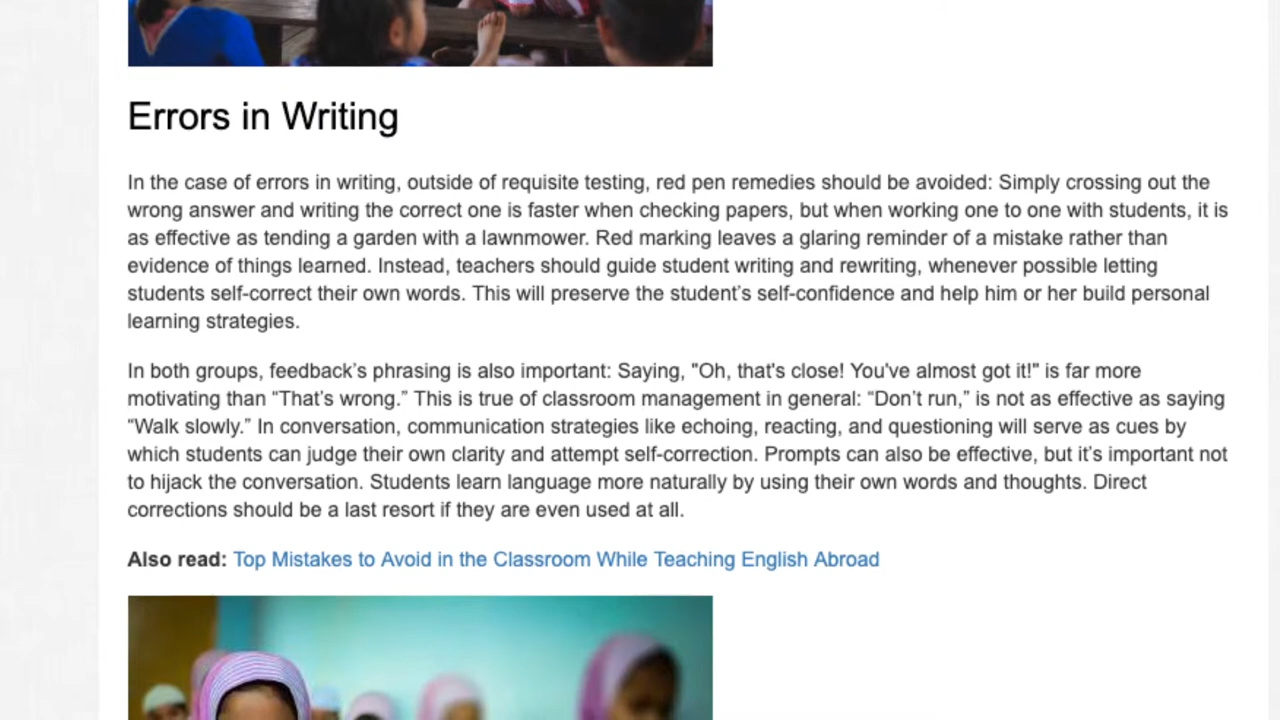 Errors in Writing
In the case of errors in writing, outside of requisite testing, red pen remedies should be avoided: Simply crossing out the
wrong answer and writing the correct one is faster when checking papers, but when working one to one with students, it is
as effective as tending a garden with a lawnmower. Red marking leaves a glaring reminder of a mistake rather than
evidence of things learned. Instead, teachers should guide student writing and rewriting, whenever possible letting
students self-correct their own words. This will preserve the student’s self-confidence and help him or her build personal
learning strategies.
In both groups, feedback’s phrasing is also important: Saying, "Oh, that's close! You've almost got it!" is far more
motivating than “That’s wrong.” This is true of classroom management in general: “Don’t run,” is not as effective as saying
“Walk slowly.” In conversation, communication strategies like echoing, reacting, and questioning will serve as cues by
which students can judge their own clarity and attempt self-correction. Prompts can also be effective, but it’s important not
to hijack the conversation. Students learn language more naturally by using their own words and thoughts. Direct
corrections should be a last resort if they are even used at all.
Also read: Top Mistakes to Avoid in the Classroom While Teaching English Abroad